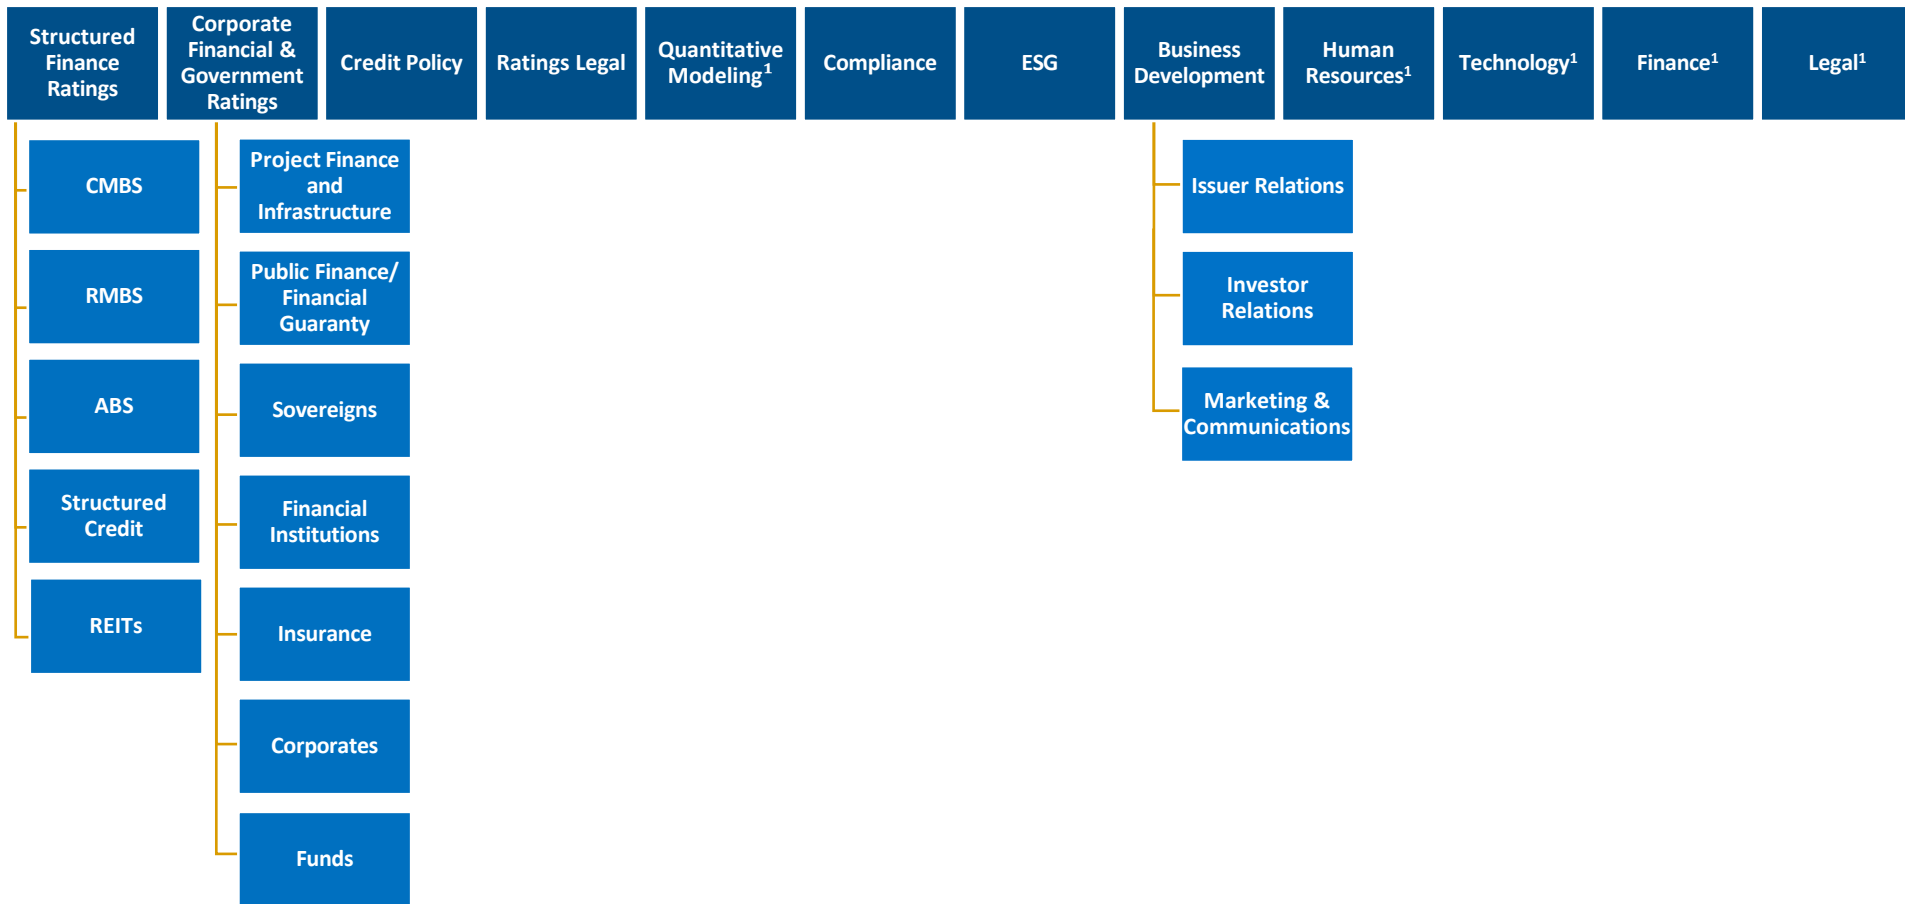 Structured
Finance
Ratings
Corporate
Financial &
Government
Ratings
Credit Policy
Ratings Legal
Quantitative
Modeling¹
Compliance
ESG
Business
Development
Human
Resources¹
Technology¹
Finance¹
Legal¹
CMBS
RMBS
ABS
Structured
Credit
REITs
Project Finance
and
Infrastructure
Public Finance/
Financial
Guaranty
Sovereigns
Financial
Institutions
Insurance
Corporates
Funds
Issuer Relations
Investor
Relations
Marketing &
Communications